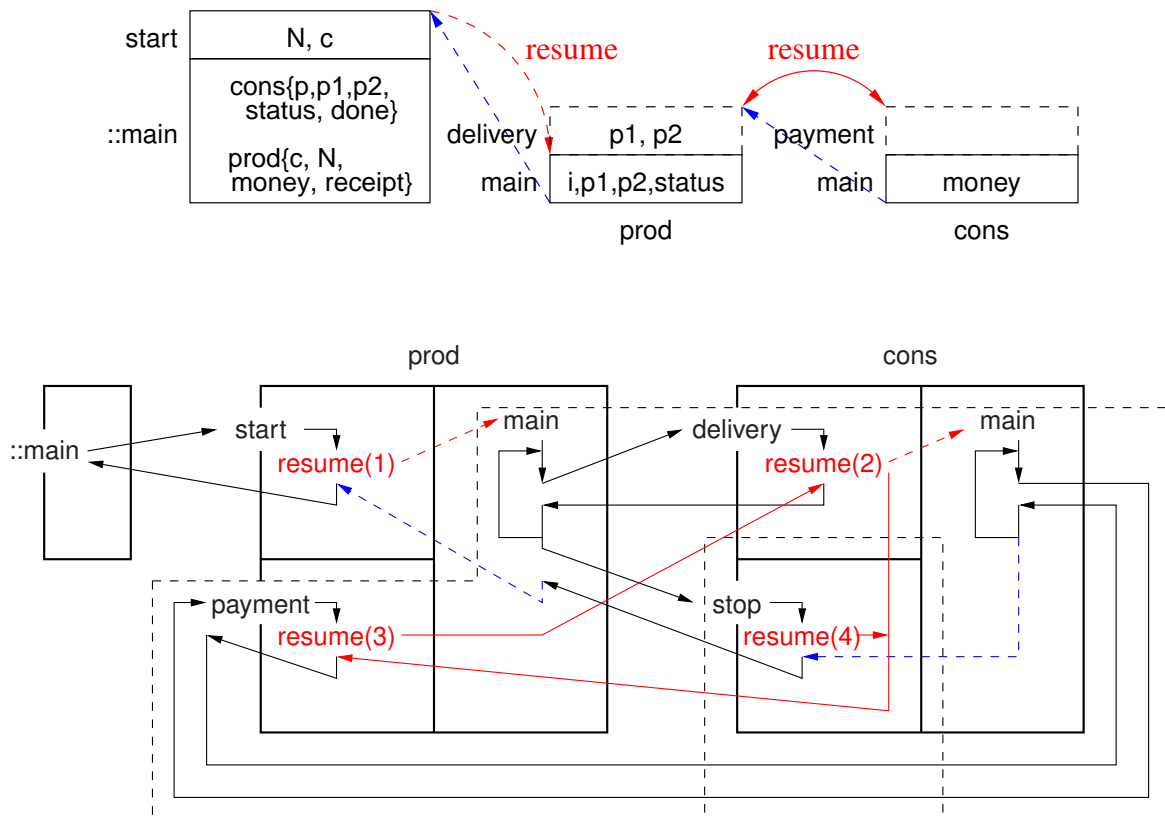 start
N, c
resume
resume
cons{p,p1,p2,
status, done}
::main
delivery
p1, p2
payment
prod{c, N,
money, receipt}
main
i,p1,p2,status
main
money
prod
cons
prod
cons
start
main
delivery
main
::main
resume(1)
resume(2)
payment
stop
resume(3)
resume(4)